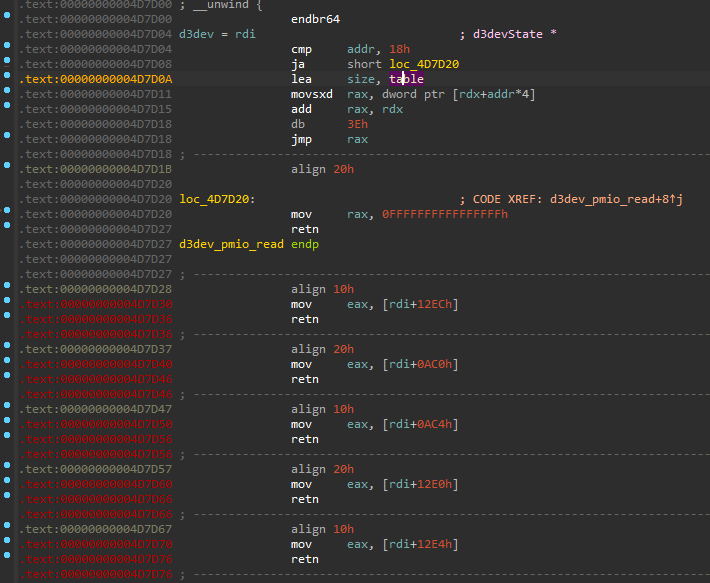 .text:00000000004D7D00 ; __unwind {
.text:00000000004D7D00 endbr64
.text:00000000004D7D04 d3dev = rdi ; d3devState *
.text:00000000004D7D04 cmp addr, 18h
.text:00000000004D7D08 ja short loc_4D7D20
.text:00000000004D7D0A lea size, table
.text:00000000004D7D11 movsxd rax, dword ptr [rdx+addr*4]
.text:00000000004D7D15 add rax, rdx
.text:00000000004D7D18 db 3Eh
.text:00000000004D7D18 jmp rax
.text:00000000004D7D18 ; ---------------------------------------------------------------------------
.text:00000000004D7D1B align 20h
.text:00000000004D7D20
.text:00000000004D7D20 loc_4D7D20: ; CODE XREF: d3dev_pmio_read+8↑j
.text:00000000004D7D20 mov rax, 0FFFFFFFFFFFFFFFFh
.text:00000000004D7D27 retn
.text:00000000004D7D27 d3dev_pmio_read endp
.text:00000000004D7D27
.text:00000000004D7D27 ; ---------------------------------------------------------------------------
.text:00000000004D7D28 align 10h
.text:00000000004D7D30 mov eax, [rdi+12ECh]
.text:00000000004D7D36 retn
.text:00000000004D7D36 ; ---------------------------------------------------------------------------
.text:00000000004D7D37 align 20h
.text:00000000004D7D40 mov eax, [rdi+0AC0h]
.text:00000000004D7D46 retn
.text:00000000004D7D46 ; ---------------------------------------------------------------------------
.text:00000000004D7D47 align 10h
.text:00000000004D7D50 mov eax, [rdi+0AC4h]
.text:00000000004D7D56 retn
.text:00000000004D7D56 ; ---------------------------------------------------------------------------
.text:00000000004D7D57 align 20h
.text:00000000004D7D60 mov eax, [rdi+12E0h]
.text:00000000004D7D66 retn
.text:00000000004D7D66 ; ---------------------------------------------------------------------------
.text:00000000004D7D67 align 10h
.text:00000000004D7D70 mov eax, [rdi+12E4h]
.text:00000000004D7D76 retn
.text:00000000004D7D76 ; ---------------------------------------------------------------------------